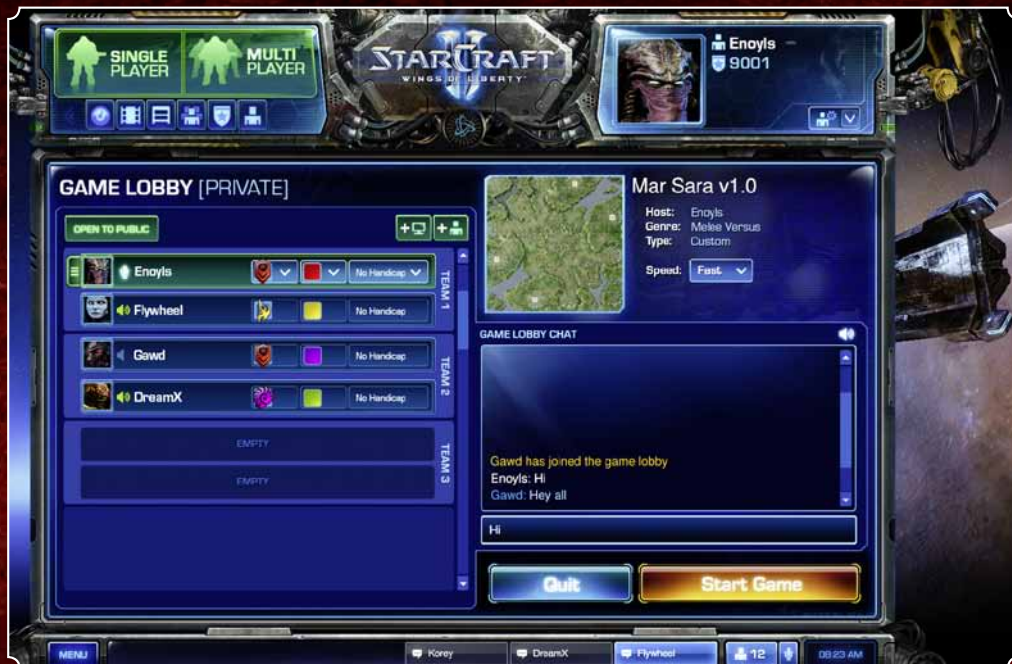 SINGLE
PLAYER
MULTI
PLAYER
STARCRAFT
II
WINGS OF LIBERTY
Enoyls
9001
GAME LOBBY [PRIVATE]
OPEN TO PUBLIC
Enoyls
No Handicap
Flywheel
No Handicap
TEAM 1
Gawd
No Handicap
DreamX
No Handicap
TEAM 2
EMPTY
EMPTY
TEAM 3
Mar Sara v1.0
Host: Enoyls
Genre: Melee Versus
Type: Custom
Speed: Fast
GAME LOBBY CHAT
Gawd has joined the game lobby
Enoyls: Hi
Gawd: Hey all
Hi
Quit
Start Game
MENU
Korey
DreamX
Flywheel
12
08:23 AM